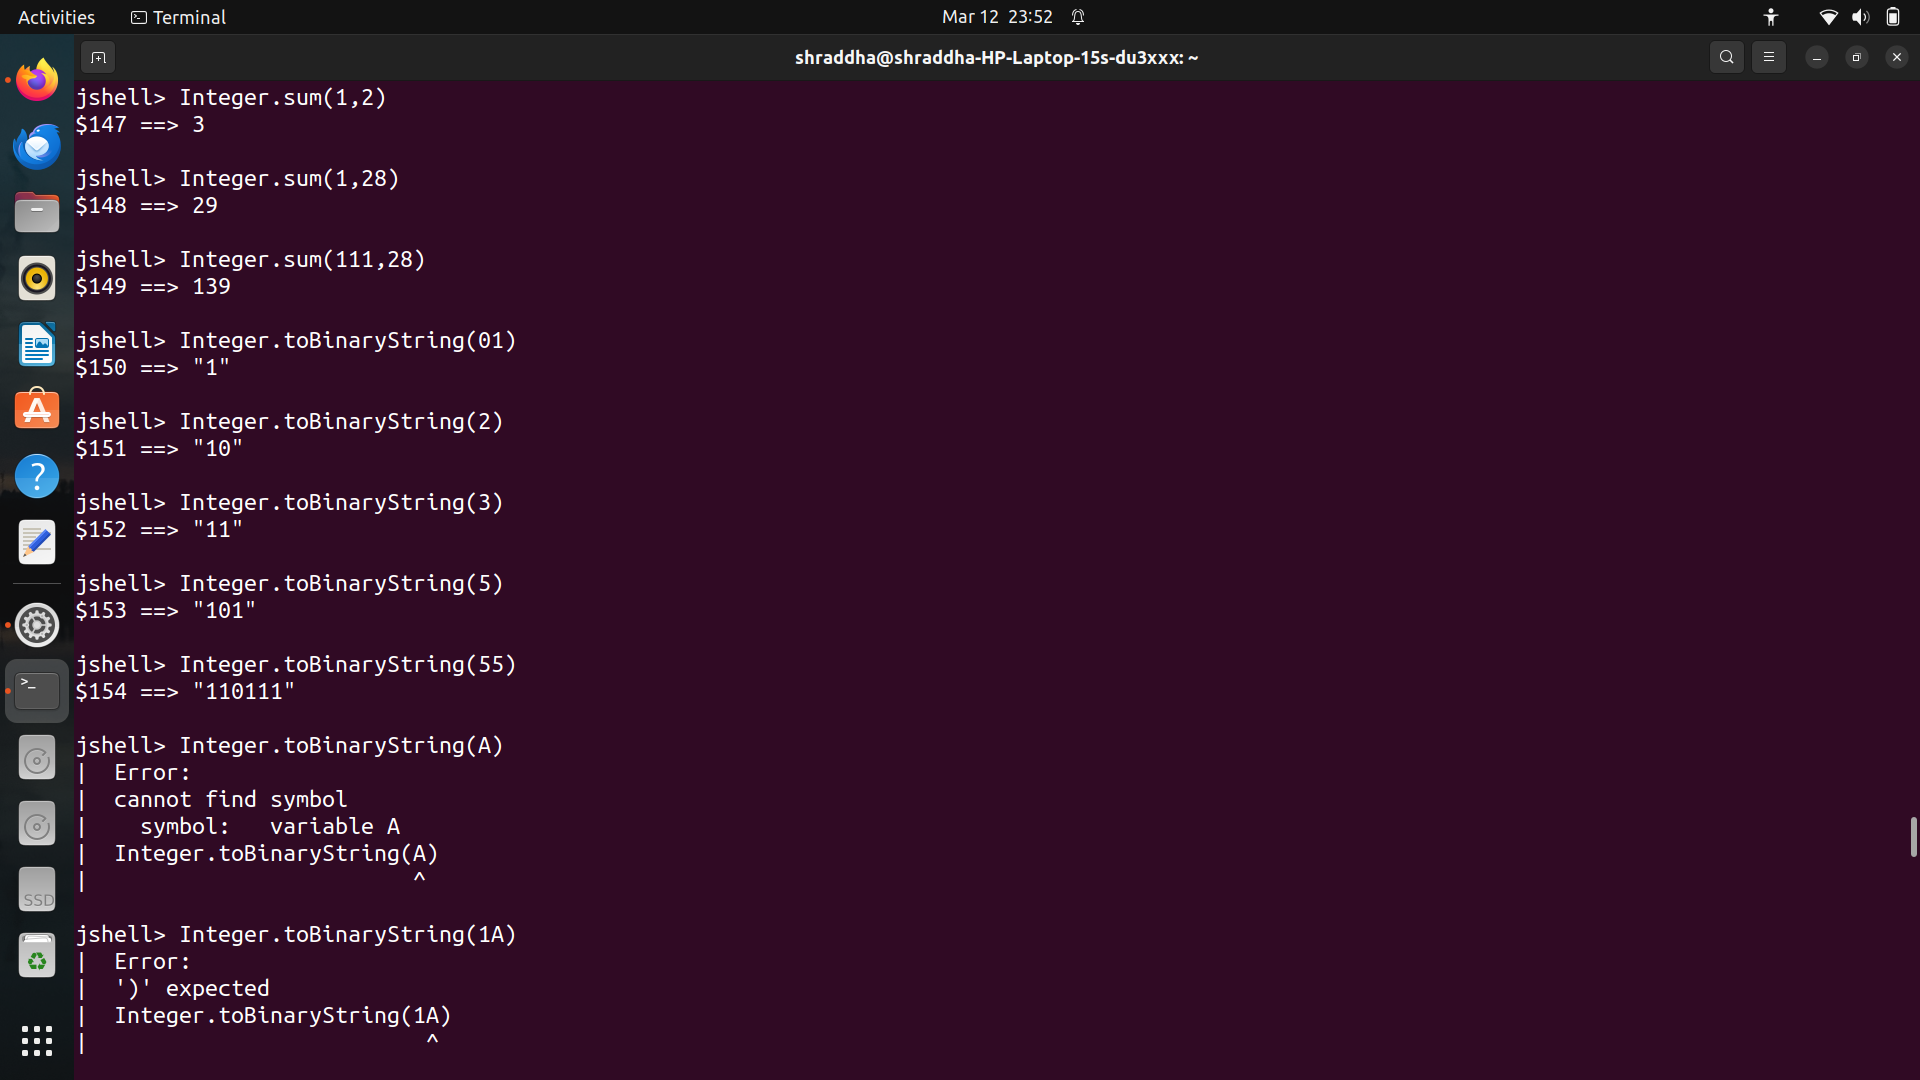 Activities
Terminal
Mar 12 23:52
shraddha@shraddha-HP-Laptop-15s-du3xxx: ~
jshell> Integer.sum(1,2)
$147 ==> 3
jshell> Integer.sum(1,28)
$148 ==> 29
jshell> Integer.sum(111,28)
$149 ==> 139
jshell> Integer.toBinaryString(01)
$150 ==> "1"
jshell> Integer.toBinaryString(2)
$151 ==> "10"
jshell> Integer.toBinaryString(3)
$152 ==> "11"
jshell> Integer.toBinaryString(5)
$153 ==> "101"
jshell> Integer.toBinaryString(55)
$154 ==> "110111"
jshell> Integer.toBinaryString(A)
|  Error:
|  cannot find symbol
|    symbol:   variable A
|  Integer.toBinaryString(A)
|                         ^
jshell> Integer.toBinaryString(1A)
|  Error:
|  ')' expected
|  Integer.toBinaryString(1A)
|                          ^
SSD